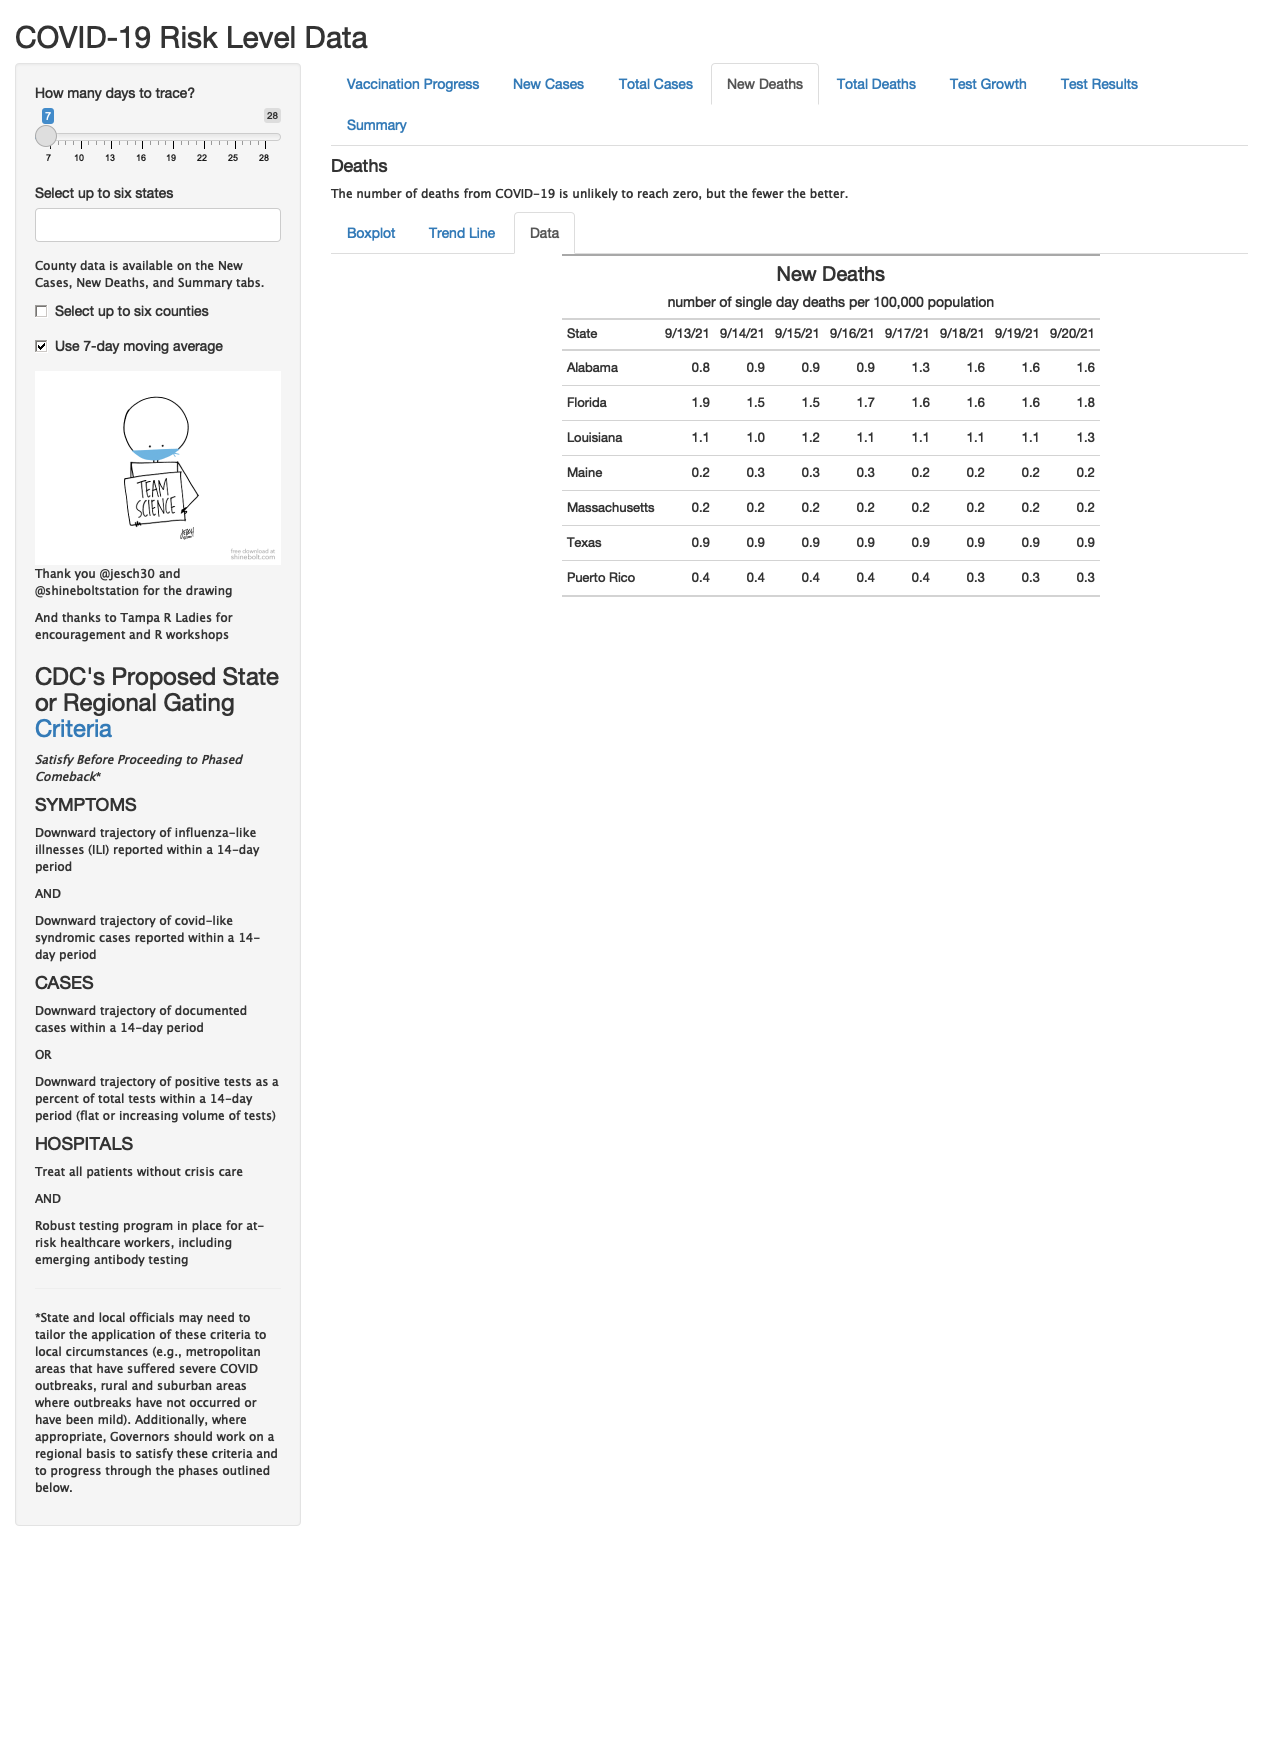 COVID-19 Risk Level Data
How many days to trace?
7 28
7 10 13 16 19 22 25 28
Select up to six states
County data is available on the New
Cases, New Deaths, and Summary tabs.
Select up to six counties
Use 7-day moving average
TEAM
SCIENCE
free download at
shinebolt.com
Thank you @jesch30 and
@shineboltstation for the drawing
And thanks to Tampa R Ladies for
encouragement and R workshops
CDC's Proposed State
or Regional Gating
Criteria
Satisfy Before Proceeding to Phased
Comeback*
SYMPTOMS
Downward trajectory of influenza-like
illnesses (ILI) reported within a 14-day
period
AND
Downward trajectory of covid-like
syndromic cases reported within a 14-
day period
CASES
Downward trajectory of documented
cases within a 14-day period
OR
Downward trajectory of positive tests as a
percent of total tests within a 14-day
period (flat or increasing volume of tests)
HOSPITALS
Treat all patients without crisis care
AND
Robust testing program in place for at-
risk healthcare workers, including
emerging antibody testing
*State and local officials may need to
tailor the application of these criteria to
local circumstances (e.g., metropolitan
areas that have suffered severe COVID
outbreaks, rural and suburban areas
where outbreaks have not occurred or
have been mild). Additionally, where
appropriate, Governors should work on a
regional basis to satisfy these criteria and
to progress through the phases outlined
below.
Vaccination Progress New Cases Total Cases New Deaths Total Deaths Test Growth Test Results
Summary
Deaths
The number of deaths from COVID-19 is unlikely to reach zero, but the fewer the better.
Boxplot Trend Line Data
New Deaths
number of single day deaths per 100,000 population
State 9/13/21 9/14/21 9/15/21 9/16/21 9/17/21 9/18/21 9/19/21 9/20/21
Alabama 0.8 0.9 0.9 0.9 1.3 1.6 1.6 1.6
Florida 1.9 1.5 1.5 1.7 1.6 1.6 1.6 1.8
Louisiana 1.1 1.0 1.2 1.1 1.1 1.1 1.1 1.3
Maine 0.2 0.3 0.3 0.3 0.2 0.2 0.2 0.2
Massachusetts 0.2 0.2 0.2 0.2 0.2 0.2 0.2 0.2
Texas 0.9 0.9 0.9 0.9 0.9 0.9 0.9 0.9
Puerto Rico 0.4 0.4 0.4 0.4 0.4 0.3 0.3 0.3